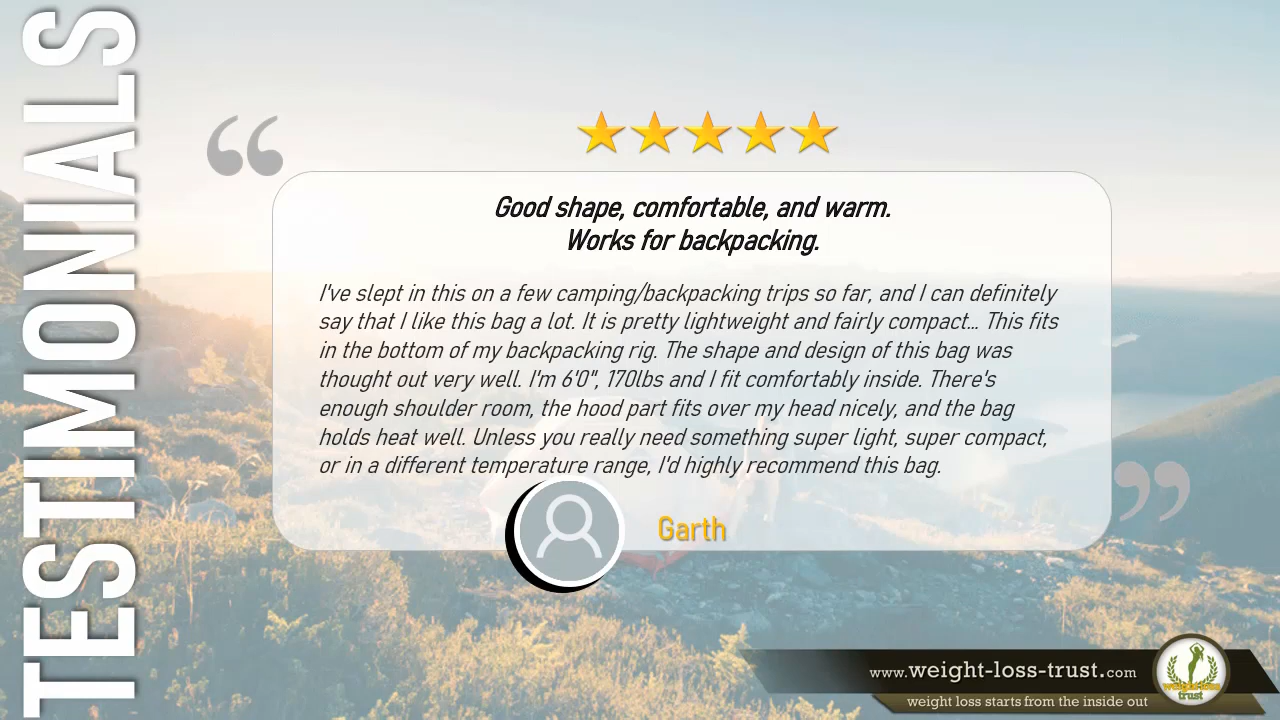 TESTIMONIALS
Good shape, comfortable, and warm.
Works for backpacking.
I've slept in this on a few camping/backpacking trips so far, and I can definitely
say that I like this bag a lot. It is pretty lightweight and fairly compact... This fits
in the bottom of my backpacking rig. The shape and design of this bag was
thought out very well. I'm 6'0", 170lbs and I fit comfortably inside. There's
enough shoulder room, the hood part fits over my head nicely, and the bag
holds heat well. Unless you really need something super light, super compact,
or in a different temperature range, I'd highly recommend this bag.
Garth
www.weight-loss-trust.com
weight loss starts from the inside out
weight loss
trust